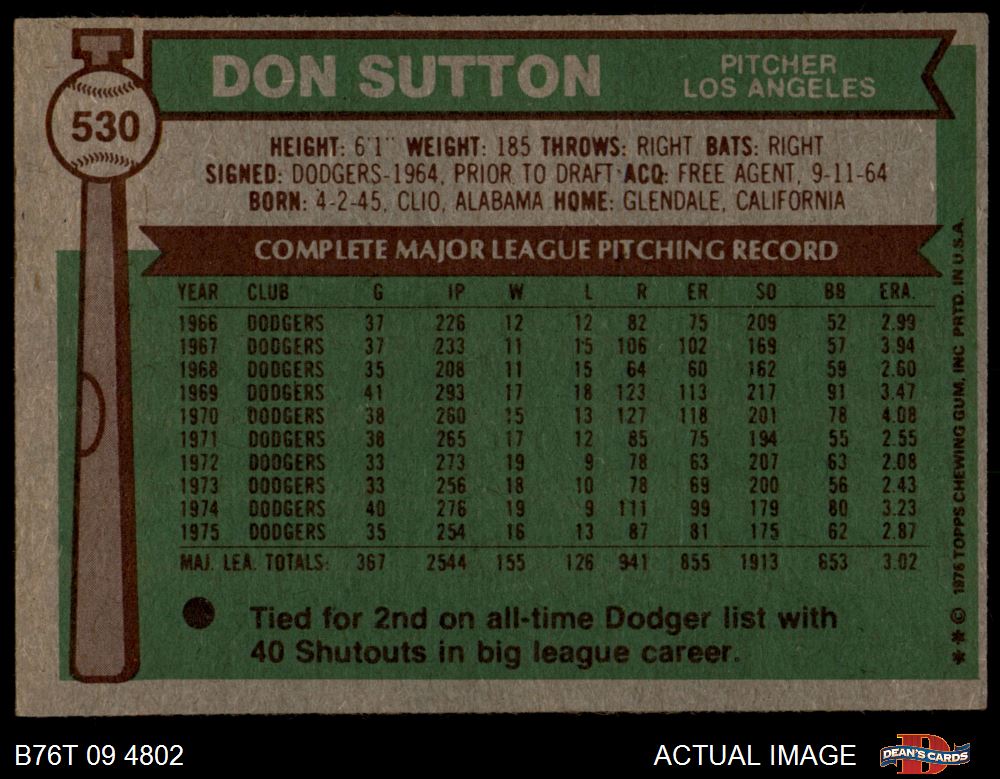 530
DON SUTTON
PITCHER
LOS ANGELES
HEIGHT: 6'1" WEIGHT: 185 THROWS: RIGHT BATS: RIGHT
SIGNED: DODGERS-1964, PRIOR TO DRAFT ACQ: FREE AGENT, 9-11-64
BORN: 4-2-45, CLIO, ALABAMA HOME: GLENDALE, CALIFORNIA
COMPLETE MAJOR LEAGUE PITCHING RECORD
YEAR CLUB G IP W L R ER SO BB ERA.
1966 DODGERS 37 226 12 12 82 75 209 52 2.99
1967 DODGERS 37 233 11 15 106 102 169 57 3.94
1968 DODGERS 35 208 11 15 64 60 162 59 2.60
1969 DODGERS 41 293 17 18 123 113 217 91 3.47
1970 DODGERS 38 260 15 13 127 118 201 78 4.08
1971 DODGERS 38 265 17 12 85 75 194 55 2.55
1972 DODGERS 33 273 19 9 78 63 207 63 2.08
1973 DODGERS 33 256 18 10 78 69 200 56 2.43
1974 DODGERS 40 276 19 9 111 99 179 80 3.23
1975 DODGERS 35 254 16 13 87 81 175 62 2.87
MAJ. LEA. TOTALS: 367 2544 155 126 941 855 1913 653 3.02
Tied for 2nd on all-time Dodger list with
40 Shutouts in big league career.
** © 1976 TOPPS CHEWING GUM, INC PRTD. IN U.S.A.
B76T 09 4802
ACTUAL IMAGE
D
DEAN'S CARDS